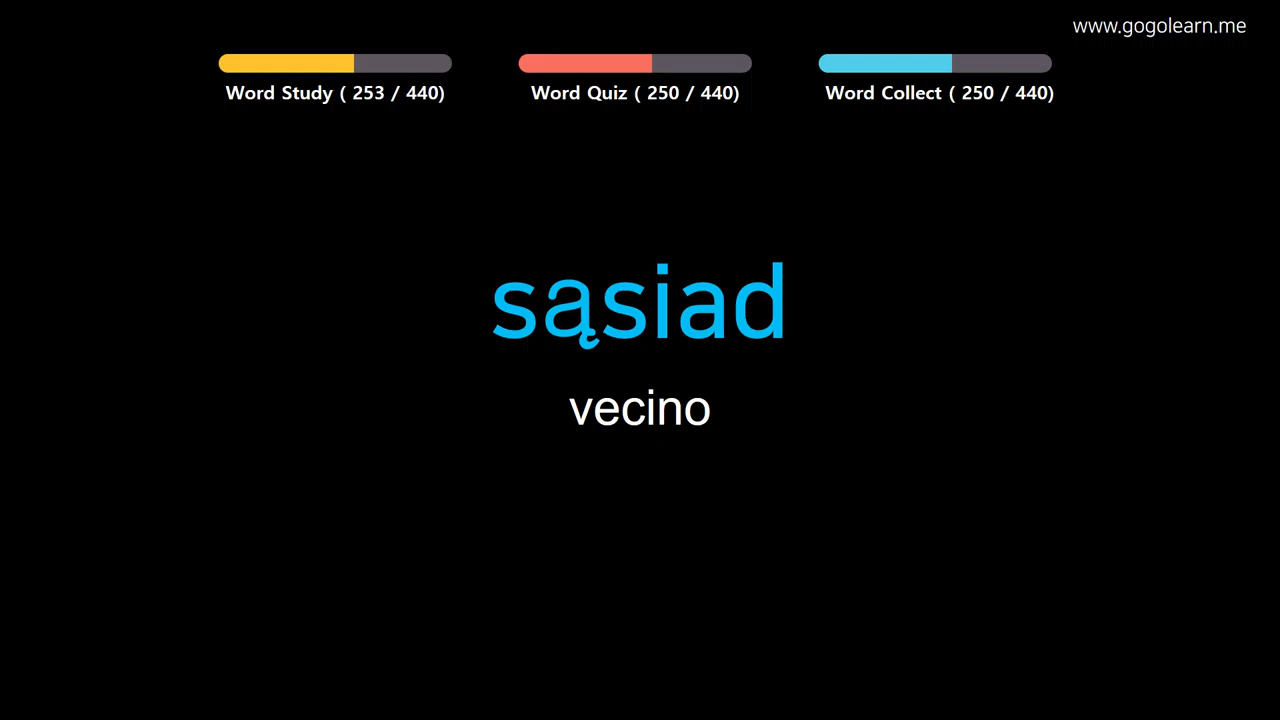 www.gogolearn.me
Word Study ( 253 / 440)
Word Quiz ( 250 / 440)
Word Collect ( 250 / 440)
sąsiad
vecino